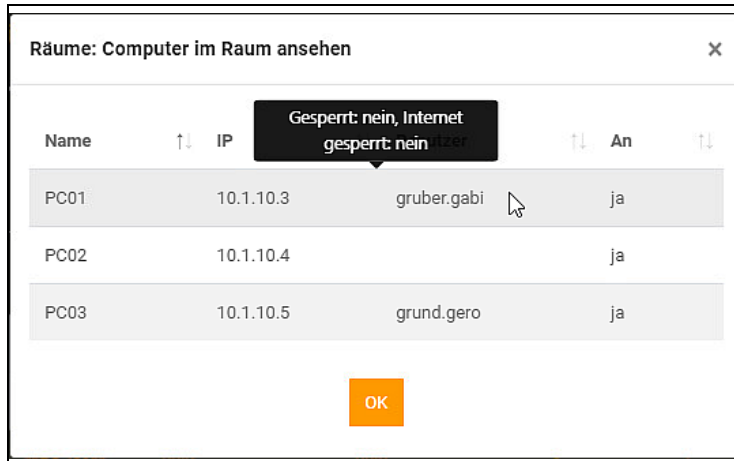 Räume: Computer im Raum ansehen ×
Gesperrt: nein, Internet
gesperrt: nein
Name IP Benutzer An
PC01 10.1.10.3 gruber.gabi ja
PC02 10.1.10.4 ja
PC03 10.1.10.5 grund.gero ja
OK